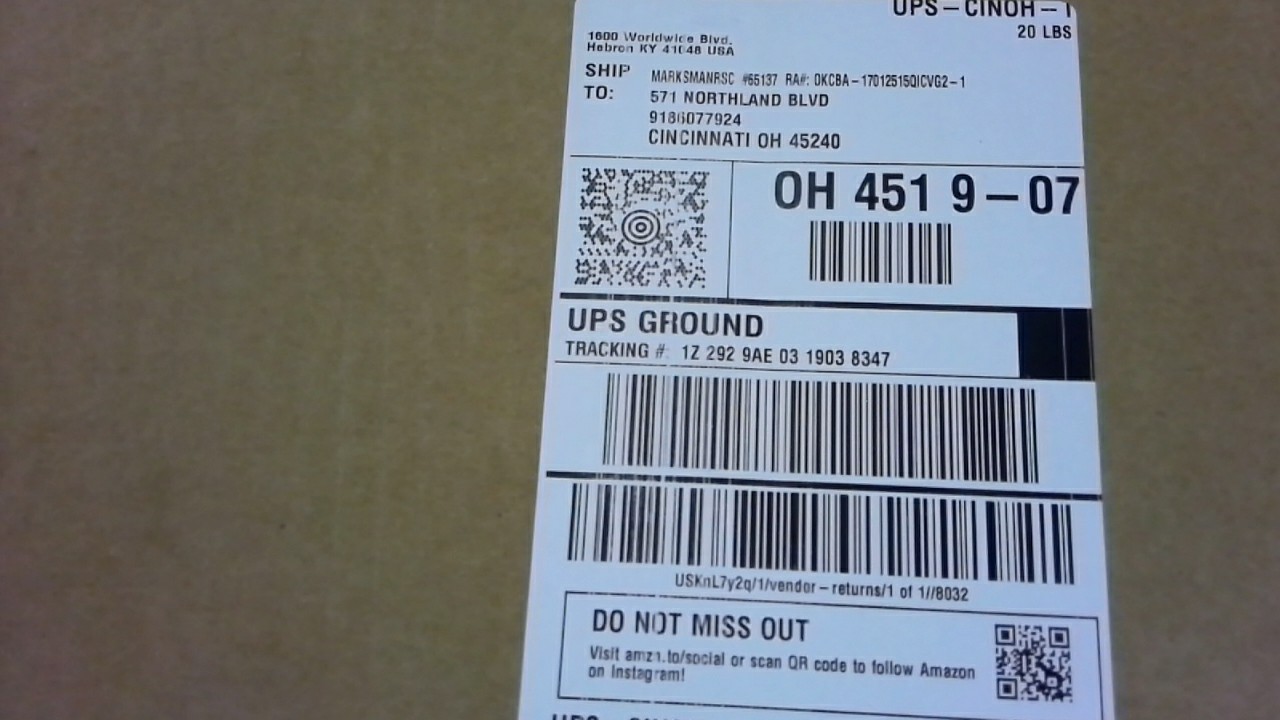 UPS – CINOH – 1
20 LBS
1600 Worldwide Blvd.
Hebron KY 41048 USA
SHIP TO:
MARKSMANRSC #65137 RA#: OKCBA–17012515QICVG2–1
571 NORTHLAND BLVD
9186077924
CINCINNATI OH 45240
OH 451 9–07
UPS GROUND
TRACKING #: 1Z 292 9AE 03 1903 8347
USKnL7y2q/1/vendor–returns/1 of 1//8032
DO NOT MISS OUT
Visit amzn.to/social or scan QR code to follow Amazon
on Instagram!